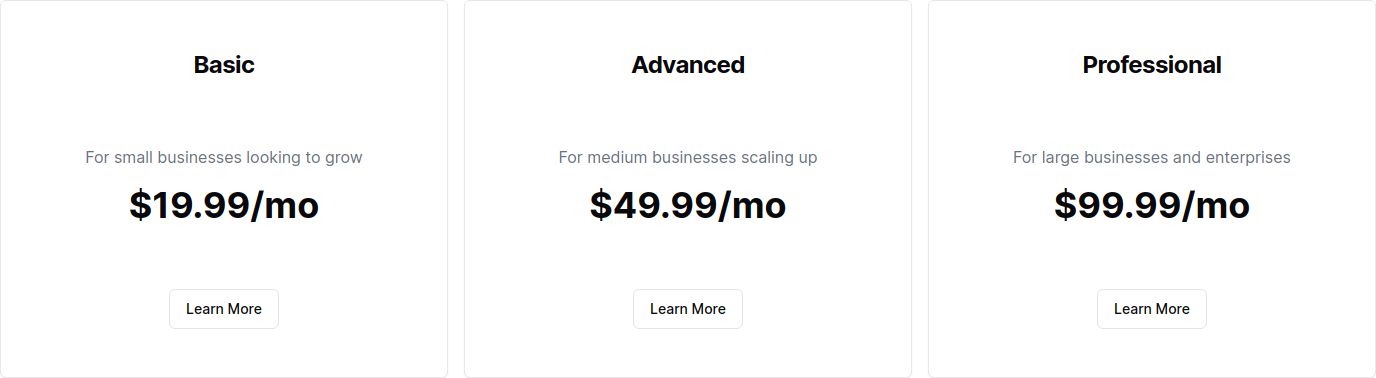 Basic
For small businesses looking to grow
$19.99/mo
Learn More
Advanced
For medium businesses scaling up
$49.99/mo
Learn More
Professional
For large businesses and enterprises
$99.99/mo
Learn More